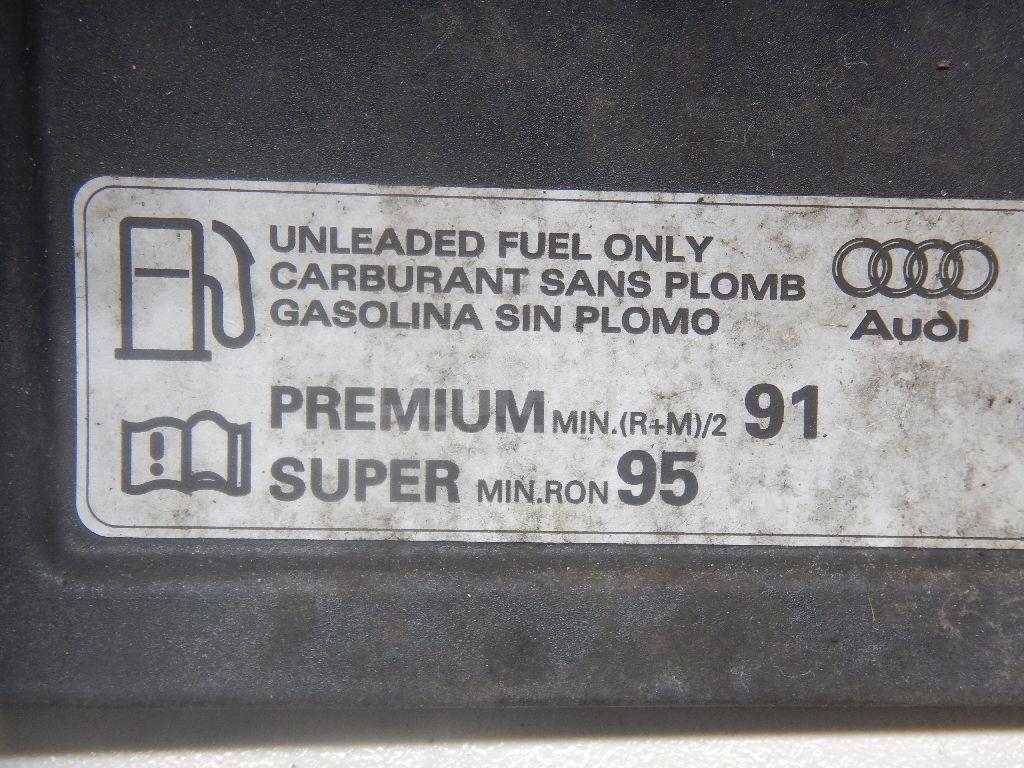 UNLEADED FUEL ONLY
CARBURANT SANS PLOMB
GASOLINA SIN PLOMO
Audi
PREMIUM MIN.(R+M)/2 91
SUPER MIN.RON 95